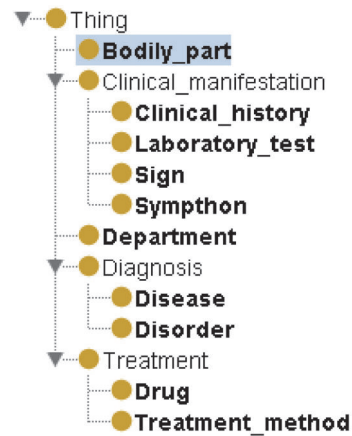 Thing
Bodily_part
Clinical_manifestation
Clinical_history
Laboratory_test
Sign
Sympthon
Department
Diagnosis
Disease
Disorder
Treatment
Drug
Treatment_method